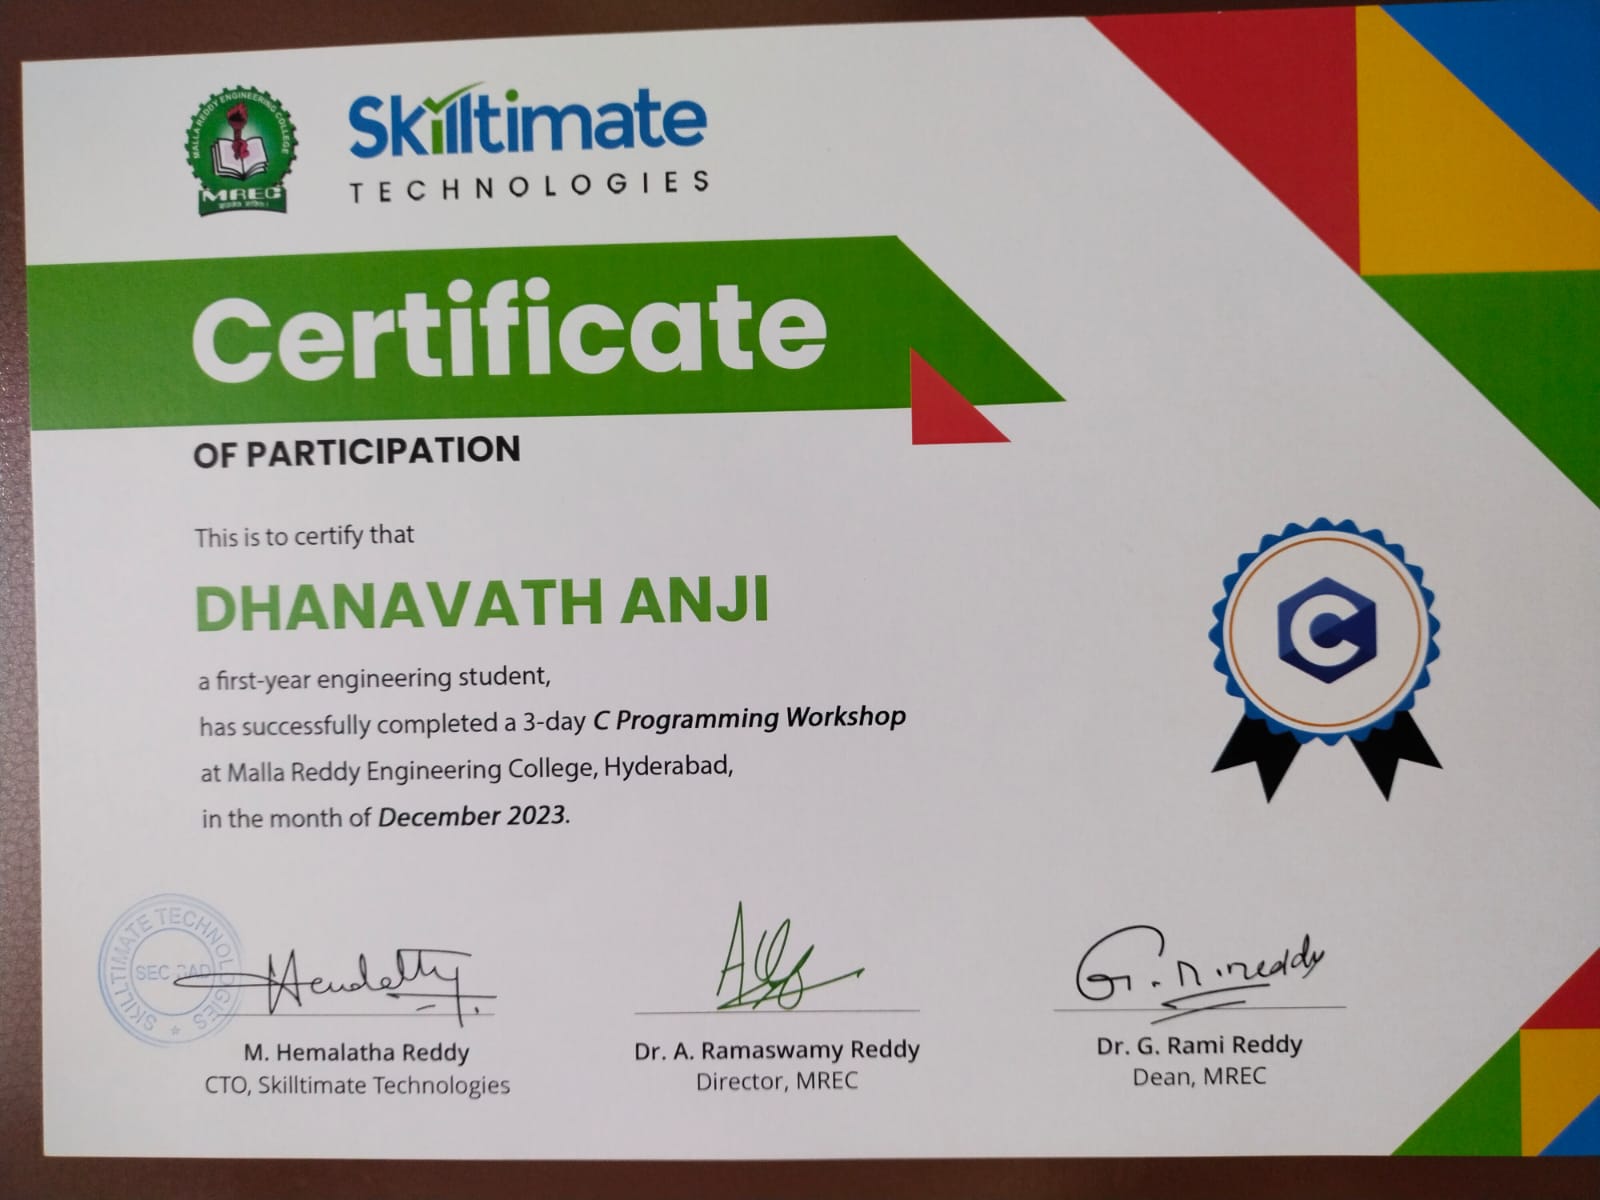 MALLA REDDY ENGINEERING COLLEGE
MREC
Skilltimate
TECHNOLOGIES
Certificate
OF PARTICIPATION
This is to certify that
DHANAVATH ANJI
a first-year engineering student,
has successfully completed a 3-day C Programming Workshop
at Malla Reddy Engineering College, Hyderabad,
in the month of December 2023.
C
SKILLTIMATE TECHNOLOGIES
G. Rami reddy
M. Hemalatha Reddy
CTO, Skilltimate Technologies
Dr. A. Ramaswamy Reddy
Director, MREC
Dr. G. Rami Reddy
Dean, MREC